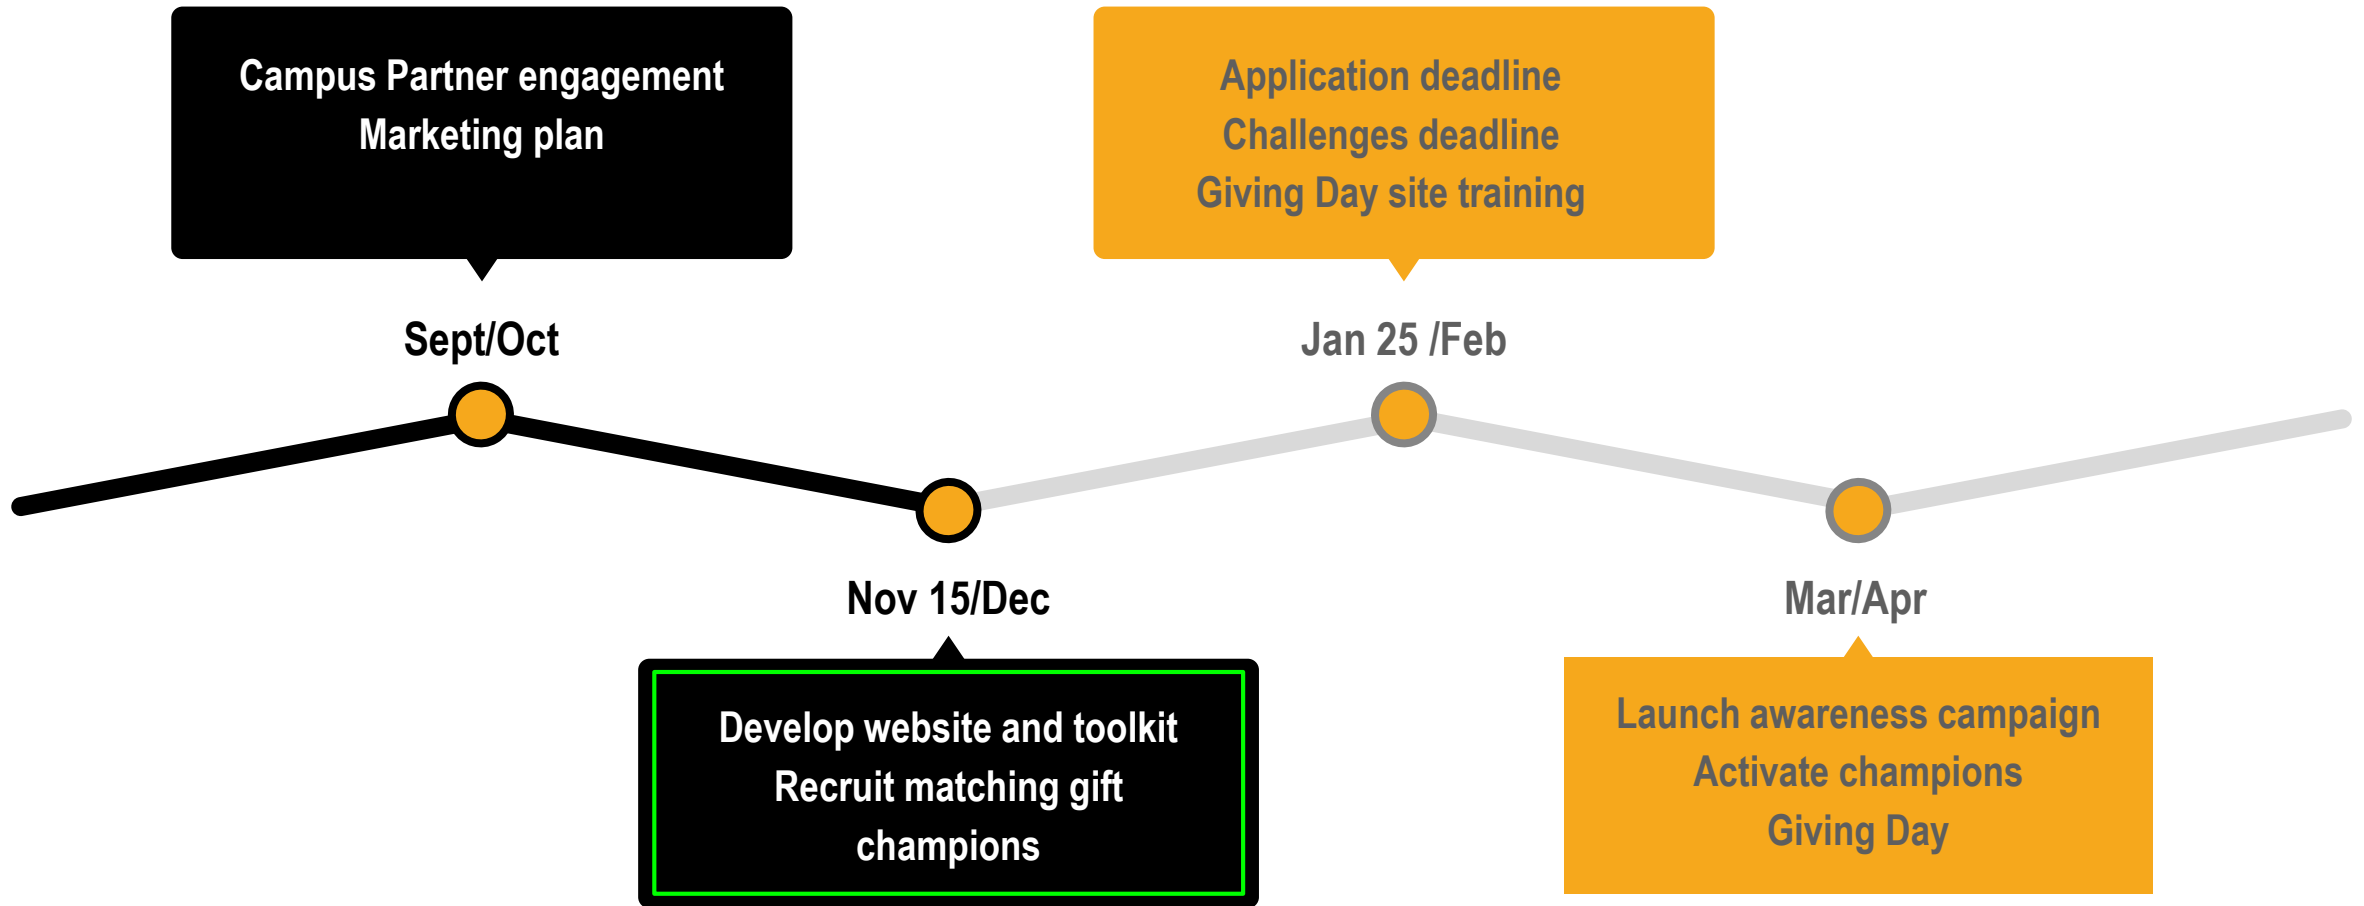 Campus Partner engagement
Marketing plan
Sept/Oct
Nov 15/Dec
Develop website and toolkit
Recruit matching gift
champions
Application deadline
Challenges deadline
Giving Day site training
Jan 25 /Feb
Mar/Apr
Launch awareness campaign
Activate champions
Giving Day